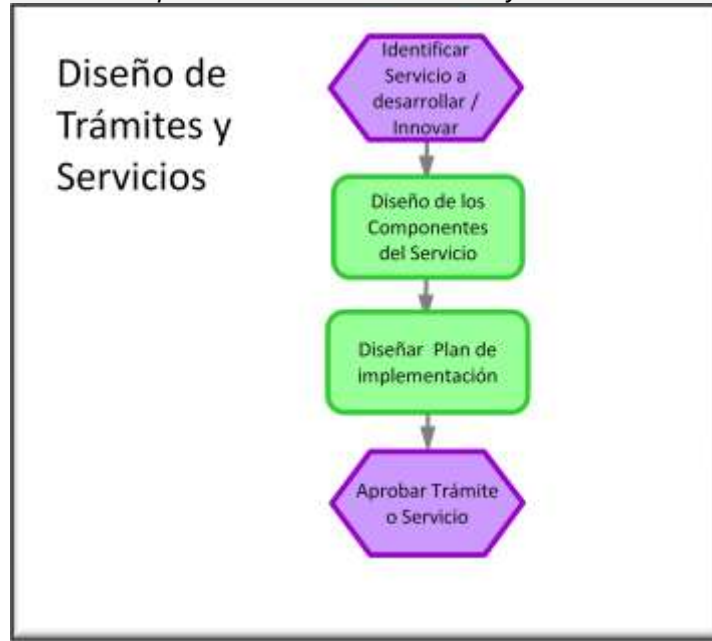 Diseño de
Trámites y
Servicios
Identificar
Servicio a
desarrollar /
Innovar
Diseño de los
Componentes
del Servicio
Diseñar Plan de
implementación
Aprobar Trámite
o Servicio